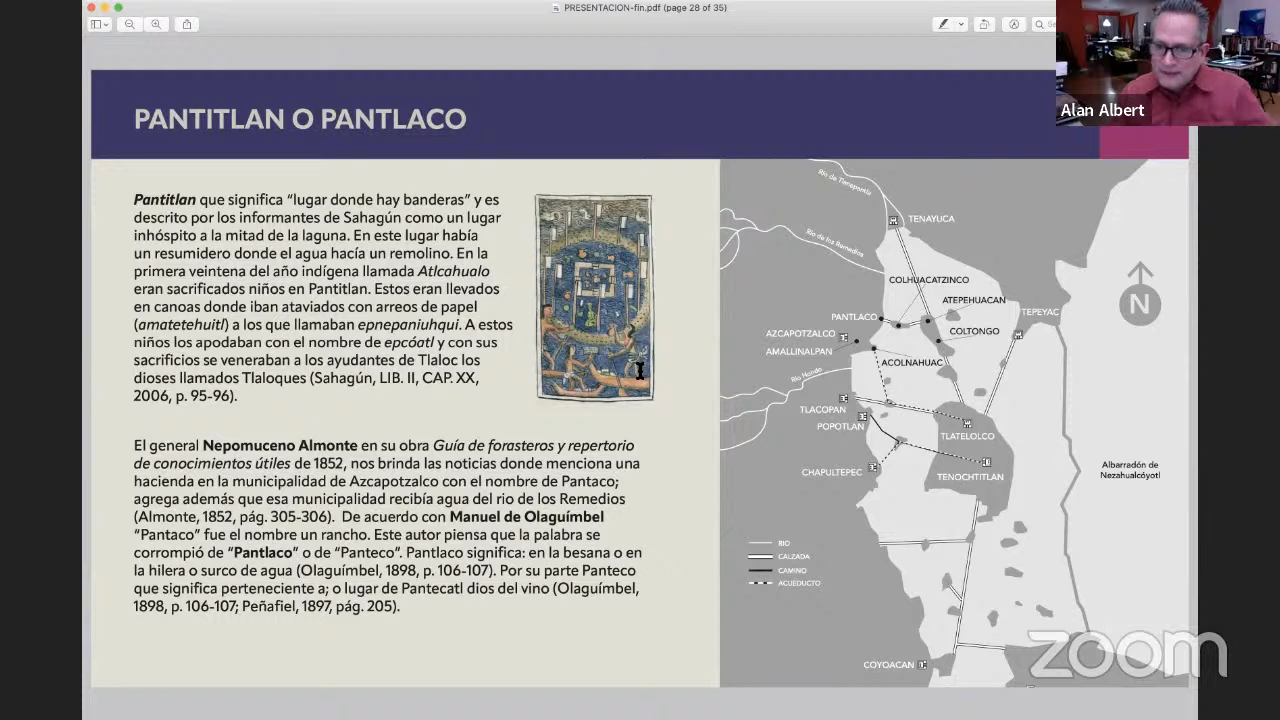 PRESENTACION-fin.pdf (page 28 of 35)
Alan Albert
PANTITLAN O PANTLACO
Pantitlan que significa “lugar donde hay banderas” y es
descrito por los informantes de Sahagún como un lugar
inhóspito a la mitad de la laguna. En este lugar había
un resumidero donde el agua hacía un remolino. En la
primera veintena del año indígena llamada Atlcahualo
eran sacrificados niños en Pantitlan. Estos eran llevados
en canoas donde iban ataviados con arreos de papel
(amatetehuitl) a los que llamaban epnepaniuhqui. A estos
niños los apodaban con el nombre de epcóatl y con sus
sacrificios se veneraban a los ayudantes de Tlaloc los
dioses llamados Tlaloques (Sahagún, LIB. II, CAP. XX,
2006, p. 95-96).
El general Nepomuceno Almonte en su obra Guía de forasteros y repertorio
de conocimientos útiles de 1852, nos brinda las noticias donde menciona una
hacienda en la municipalidad de Azcapotzalco con el nombre de Pantaco;
agrega además que esa municipalidad recibía agua del rio de los Remedios
(Almonte, 1852, pág. 305-306). De acuerdo con Manuel de Olaguímbel
“Pantaco” fue el nombre un rancho. Este autor piensa que la palabra se
corrompió de “Pantlaco” o de “Panteco”. Pantlaco significa: en la besana o en
la hilera o surco de agua (Olaguímbel, 1898, p. 106-107). Por su parte Panteco
que significa perteneciente a; o lugar de Pantecatl dios del vino (Olaguímbel,
1898, p. 106-107; Peñafiel, 1897, pág. 205).
Río de Tlanepantla
TENAYUCA
Río de los Remedios
COLHUACATZINCO
N
ATEPEHUACAN
TEPEYAC
PANTLACO
COLTONGO
AZCAPOTZALCO
AMALLINALPAN
ACOLNAHUAC
Río Hondo
TLACOPAN
POPOTLAN
TLATELOLCO
CHAPULTEPEC
TENOCHTITLAN
Albarradón de
Nezahualcóyotl
RIO
CALZADA
CAMINO
ACUEDUCTO
COYOACAN
zoom